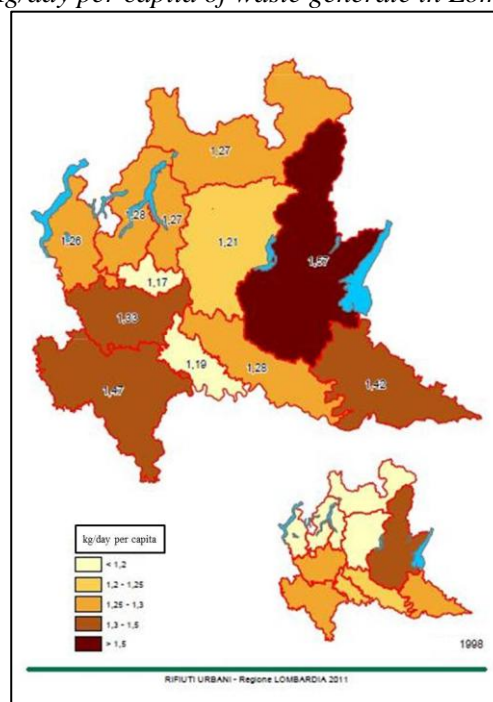 kg/day per capita of waste generate in Lom
1,27
1,28
1,27
1,26
1,21
1,57
1,17
1,33
1,19
1,28
1,47
1,42
kg/day per capita
< 1,2
1,2 - 1,25
1,25 - 1,3
1,3 - 1,5
> 1,5
1998
RIFIUTI URBANI - Regione LOMBARDIA 2011